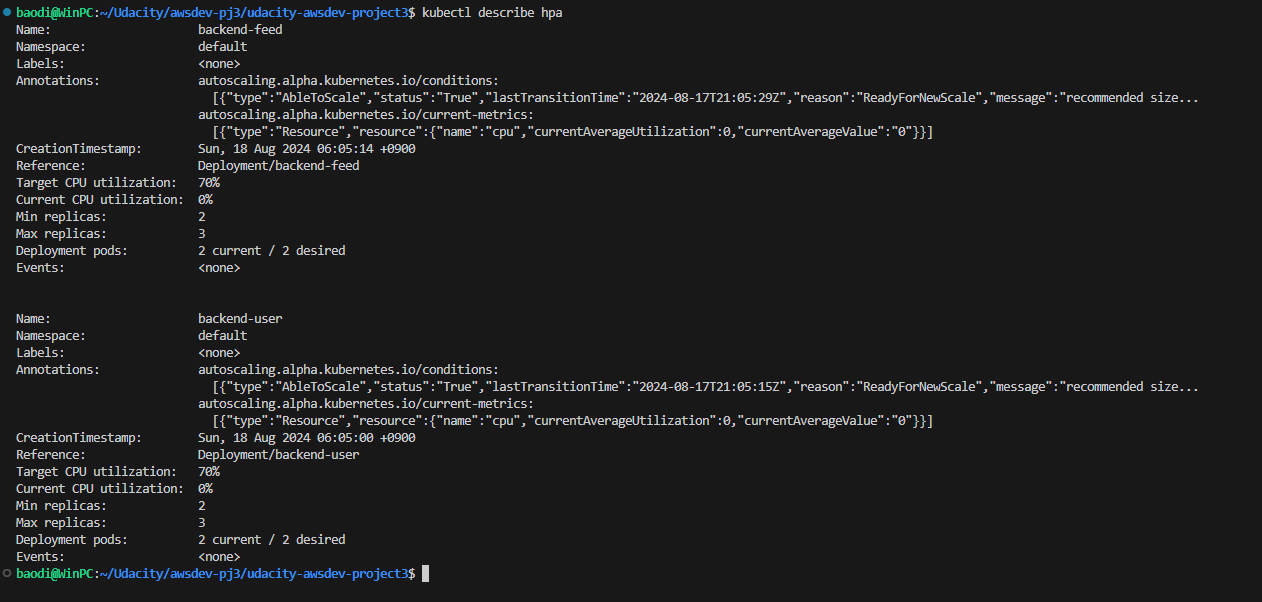 baodi@WinPC:~/Udacity/awsdev-pj3/udacity-awsdev-project3$ kubectl describe hpa
Name:                          backend-feed
Namespace:                     default
Labels:                        <none>
Annotations:                   autoscaling.alpha.kubernetes.io/conditions:
                                 [{"type":"AbleToScale","status":"True","lastTransitionTime":"2024-08-17T21:05:29Z","reason":"ReadyForNewScale","message":"recommended size...
                               autoscaling.alpha.kubernetes.io/current-metrics:
                                 [{"type":"Resource","resource":{"name":"cpu","currentAverageUtilization":0,"currentAverageValue":"0"}}]
CreationTimestamp:             Sun, 18 Aug 2024 06:05:14 +0900
Reference:                     Deployment/backend-feed
Target CPU utilization:        70%
Current CPU utilization:       0%
Min replicas:                  2
Max replicas:                  3
Deployment pods:               2 current / 2 desired
Events:                        <none>
Name:                          backend-user
Namespace:                     default
Labels:                        <none>
Annotations:                   autoscaling.alpha.kubernetes.io/conditions:
                                 [{"type":"AbleToScale","status":"True","lastTransitionTime":"2024-08-17T21:05:15Z","reason":"ReadyForNewScale","message":"recommended size...
                               autoscaling.alpha.kubernetes.io/current-metrics:
                                 [{"type":"Resource","resource":{"name":"cpu","currentAverageUtilization":0,"currentAverageValue":"0"}}]
CreationTimestamp:             Sun, 18 Aug 2024 06:05:00 +0900
Reference:                     Deployment/backend-user
Target CPU utilization:        70%
Current CPU utilization:       0%
Min replicas:                  2
Max replicas:                  3
Deployment pods:               2 current / 2 desired
Events:                        <none>
baodi@WinPC:~/Udacity/awsdev-pj3/udacity-awsdev-project3$